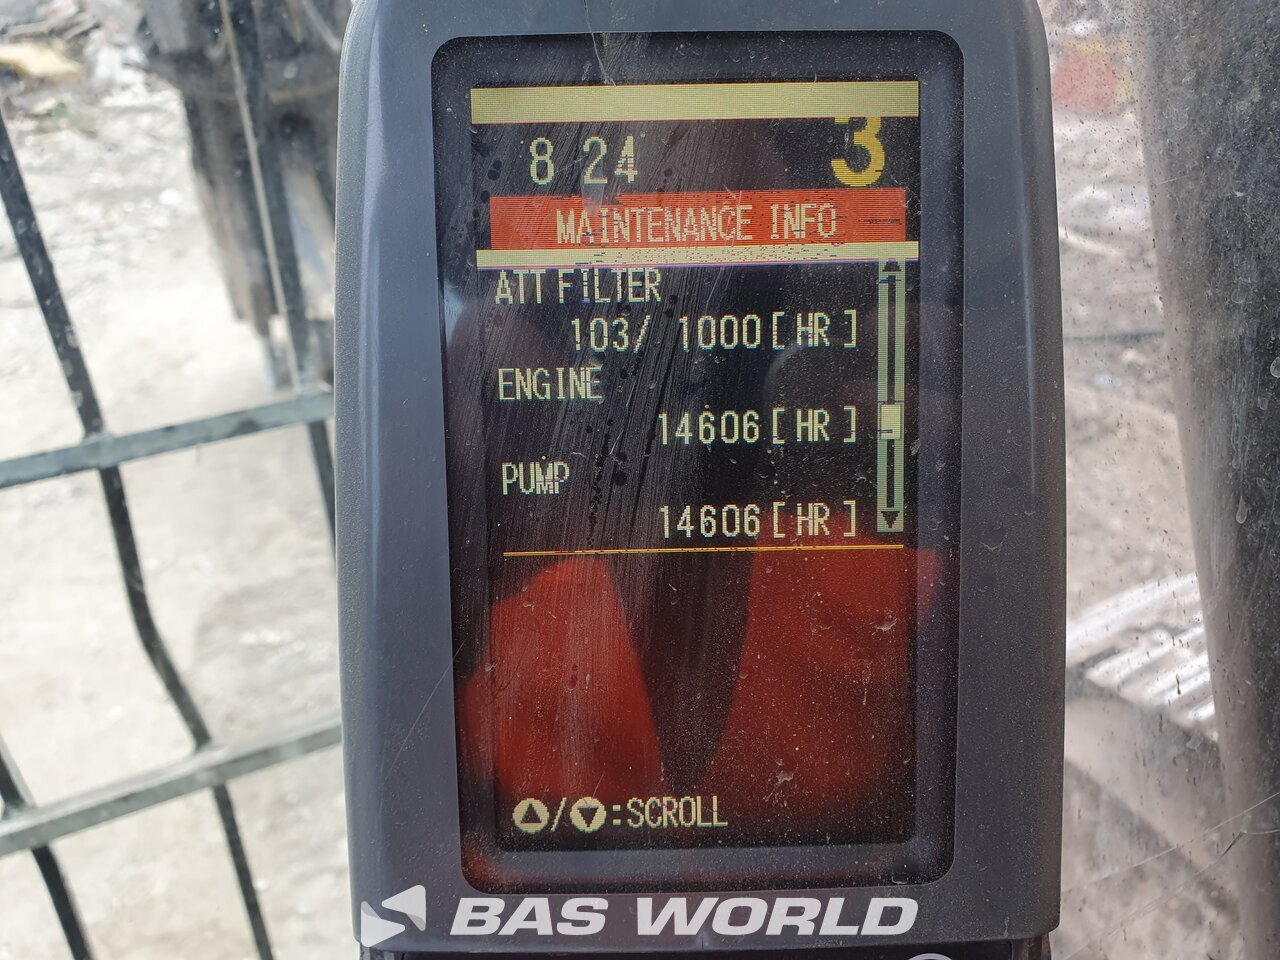 8 24 3
MAINTENANCE INFO
ATT FILTER
103/ 1000[ HR ]
ENGINE
14606[ HR ]
PUMP
14606[ HR ]
▲/▼:SCROLL
BAS WORLD